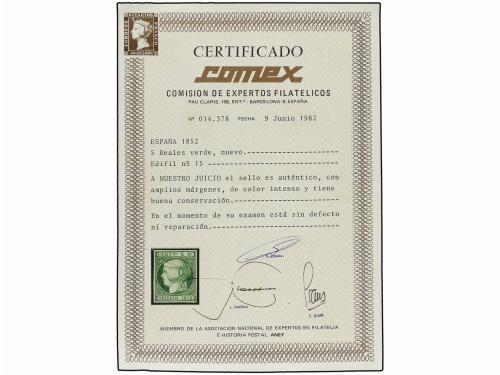 CERTIFICADO
comex
COMISION DE EXPERTOS FILATELICOS
PAU CLARIS, 106, ENT.º - BARCELONA-9. ESPAÑA
Nº 014.378 FECHA 9 Junio 1982
ESPAÑA 1852
5 Reales verde, nuevo.
Edifil nº 15
A NUESTRO JUICIO el sello es auténtico, con
amplios márgenes, de color intenso y tiene
buena conservación.
En el momento de su examen está sin defecto
ni reparación.
CORREOS 1852
MIEMBRO DE LA ASOCIACION NACIONAL DE EXPERTOS EN FILATELIA
E HISTORIA POSTAL. ANEF